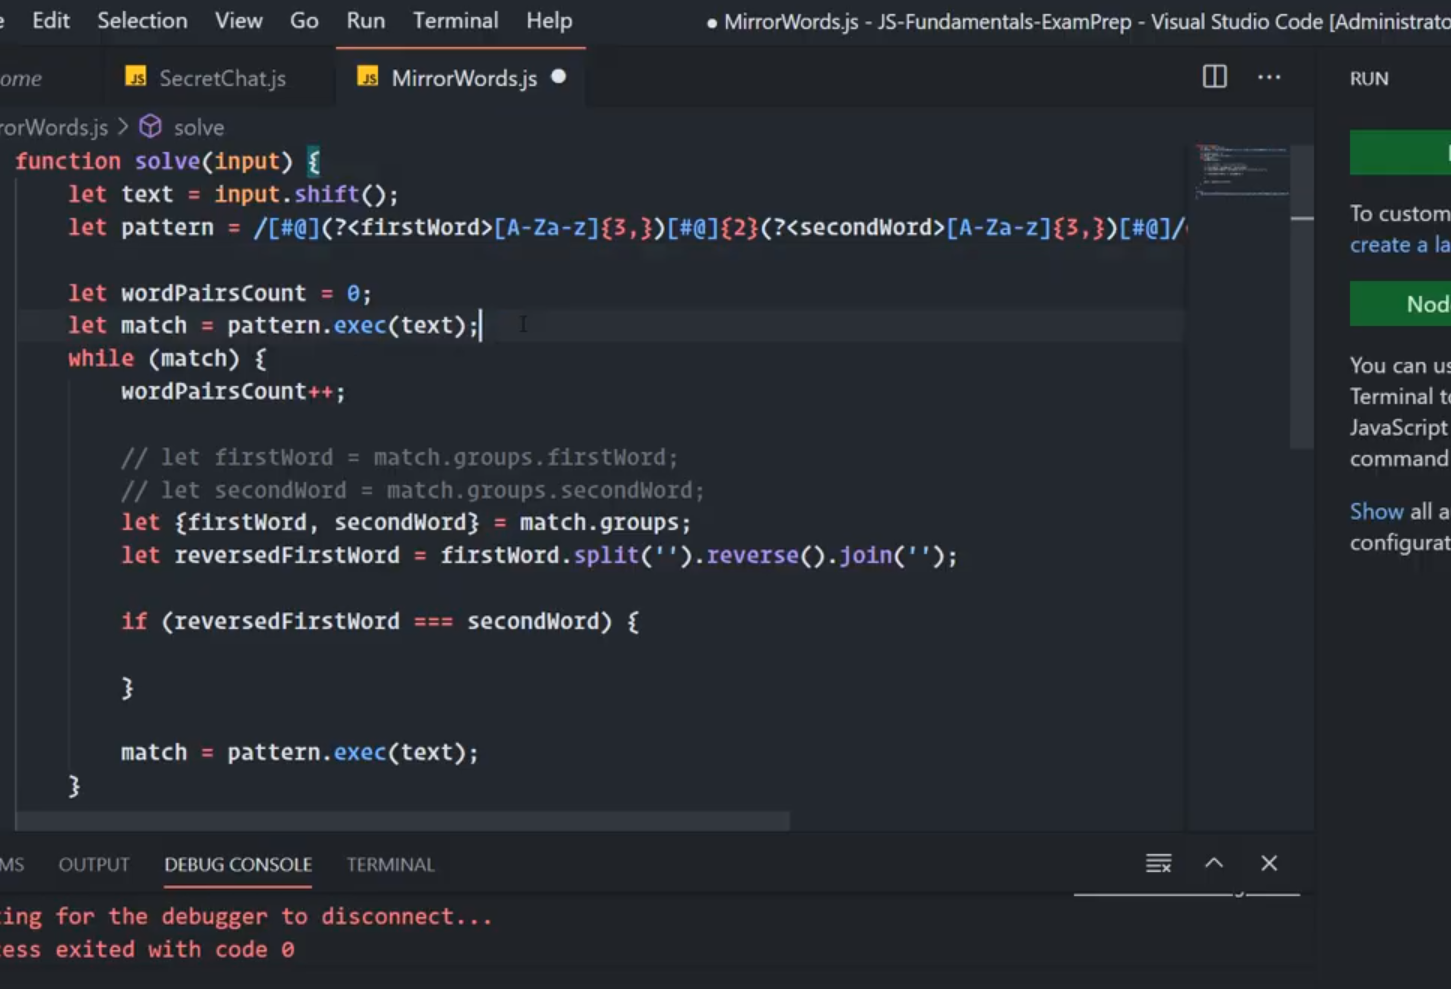 Edit Selection View Go Run Terminal Help ● MirrorWords.js - JS-Fundamentals-ExamPrep - Visual Studio Code [Administrato
ome JS SecretChat.js JS MirrorWords.js ● ...
RUN
rorWords.js > solve
function solve(input) {
let text = input.shift();
let pattern = /[#@](?<firstWord>[A-Za-z]{3,})[#@]{2}(?<secondWord>[A-Za-z]{3,})[#@]/
let wordPairsCount = 0;
let match = pattern.exec(text);
while (match) {
wordPairsCount++;
// let firstWord = match.groups.firstWord;
// let secondWord = match.groups.secondWord;
let {firstWord, secondWord} = match.groups;
let reversedFirstWord = firstWord.split('').reverse().join('');
if (reversedFirstWord === secondWord) {
}
match = pattern.exec(text);
}
To custom
create a la
Nod
You can us
Terminal to
JavaScript
command
Show all a
configurat
MS OUTPUT DEBUG CONSOLE TERMINAL
ing for the debugger to disconnect...
cess exited with code 0